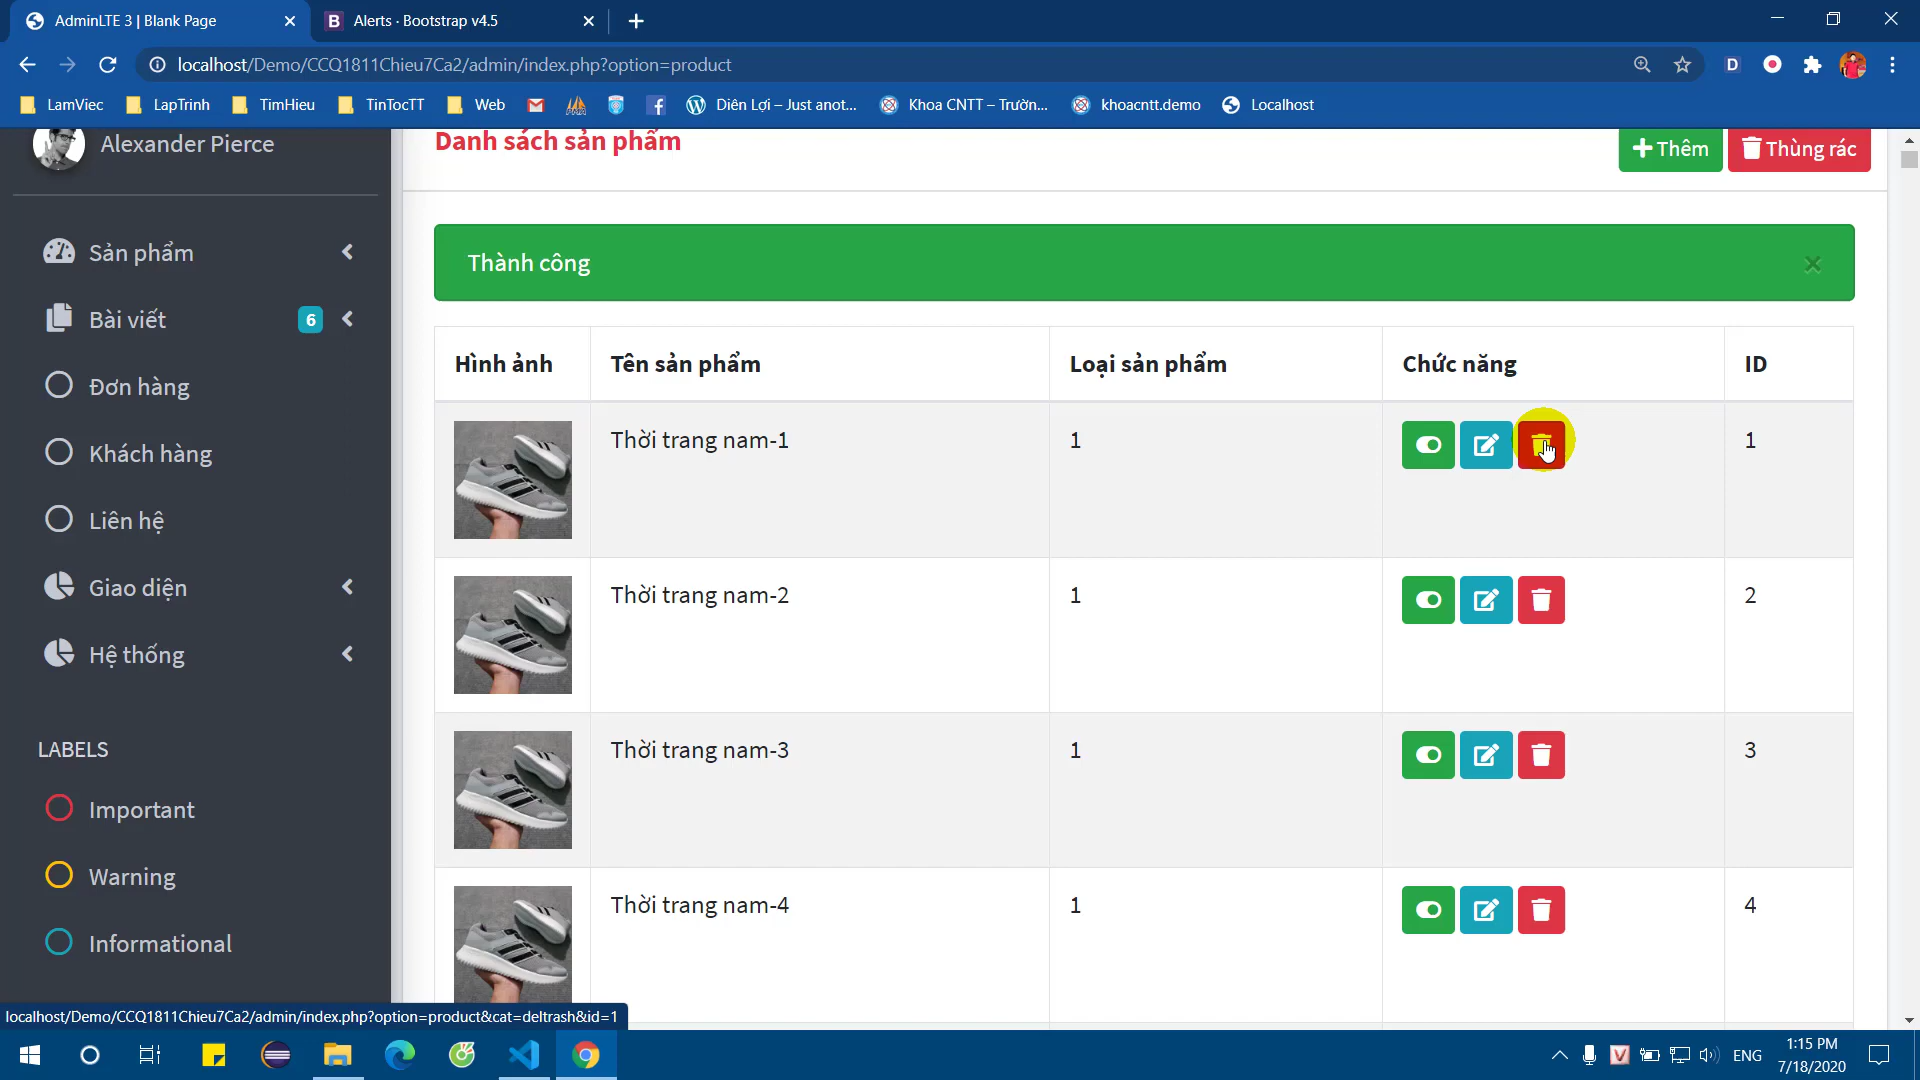 AdminLTE 3 | Blank Page
Alerts · Bootstrap v4.5
localhost/Demo/CCQ1811Chieu7Ca2/admin/index.php?option=product
D
LamViec
LapTrinh
TimHieu
TinTocTT
Web
Diên Lợi – Just anot...
Khoa CNTT – Trườn...
khoacntt.demo
Localhost
Alexander Pierce
Danh sách sản phẩm
Thêm
Thùng rác
Sản phẩm
Bài viết
6
Đơn hàng
Khách hàng
Liên hệ
Giao diện
Hệ thống
LABELS
Important
Warning
Informational
Thành công
×
Hình ảnh Tên sản phẩm Loại sản phẩm Chức năng ID
Thời trang nam-1 1 1
Thời trang nam-2 1 2
Thời trang nam-3 1 3
Thời trang nam-4 1 4
localhost/Demo/CCQ1811Chieu7Ca2/admin/index.php?option=product&cat=deltrash&id=1
ENG
1:15 PM
7/18/2020